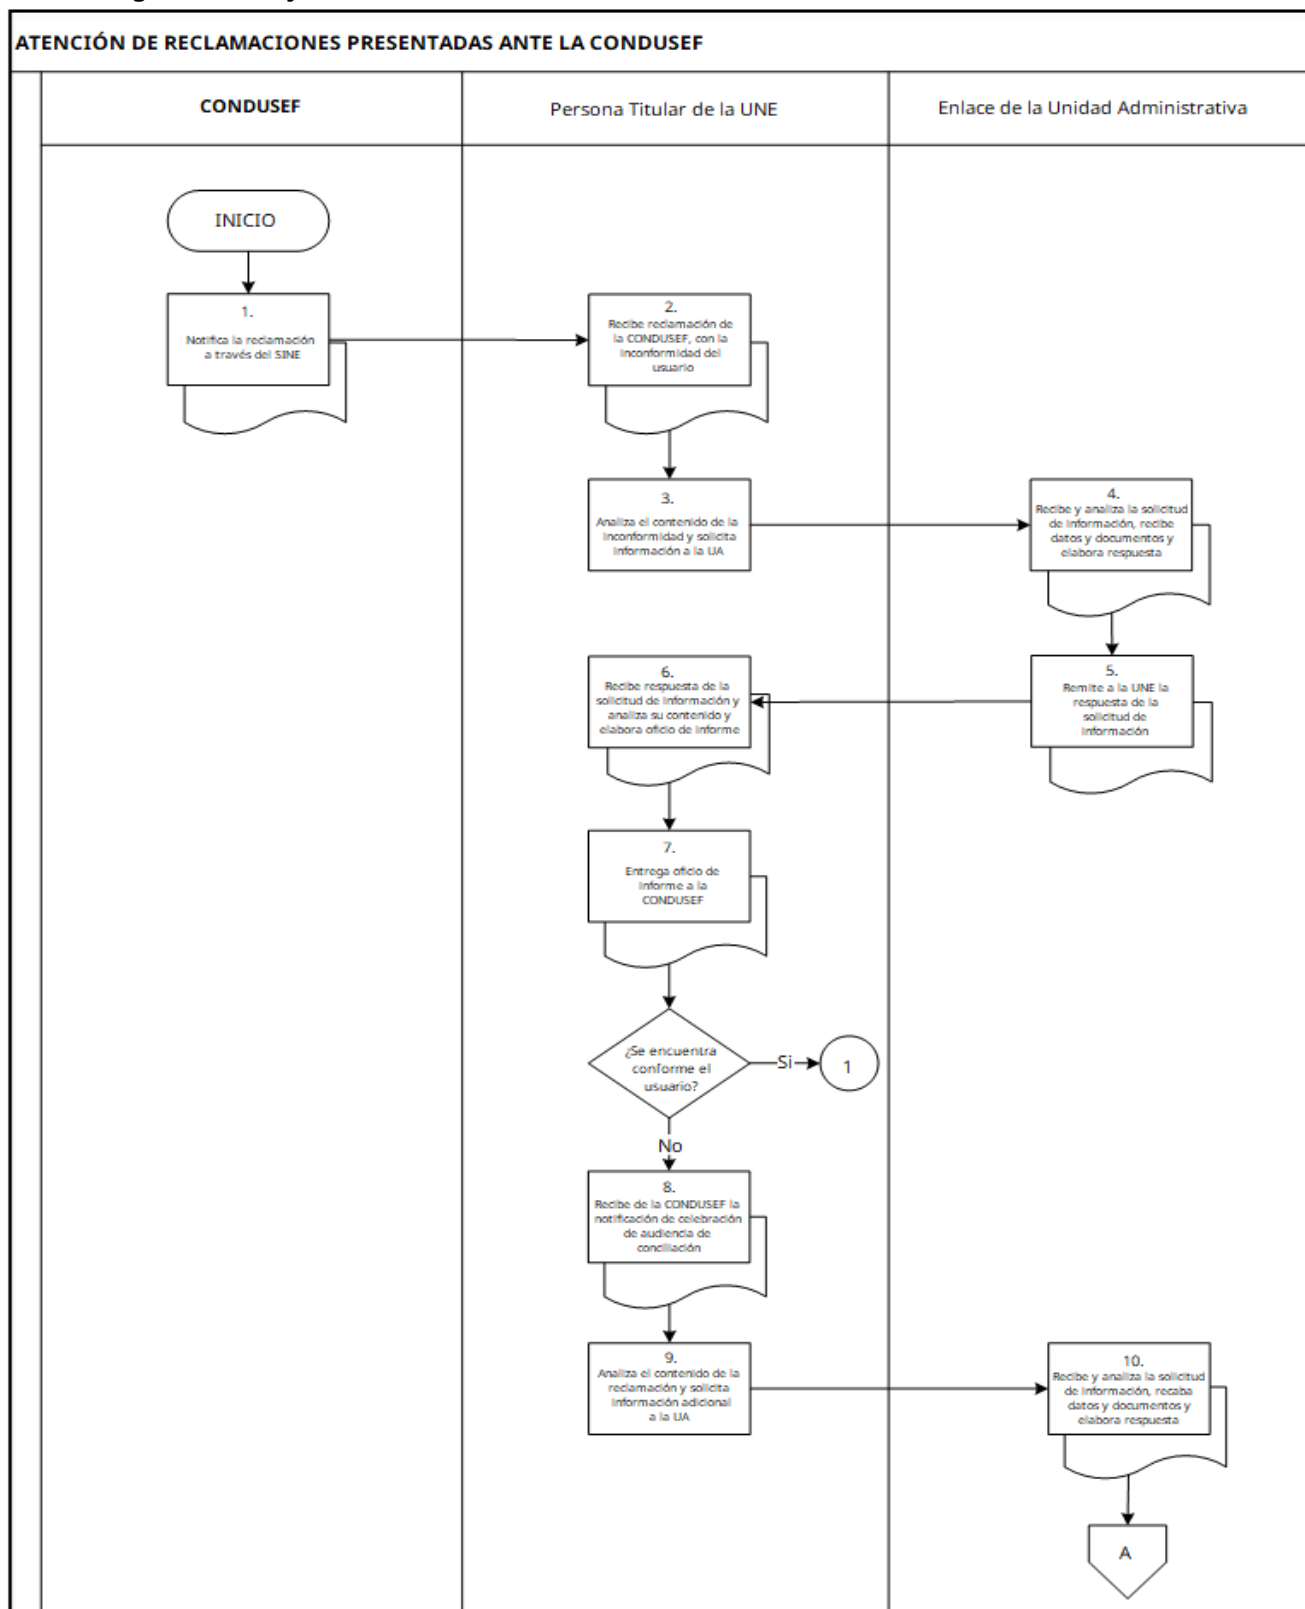 ATENCIÓN DE RECLAMACIONES PRESENTADAS ANTE LA CONDUSEF
CONDUSEF
Persona Titular de la UNE
Enlace de la Unidad Administrativa
INICIO
1.
Notifica la reclamación
a través del SINE
2.
Recibe reclamación de
la CONDUSEF, con la
inconformidad del
usuario
3.
Analiza el contenido de la
inconformidad y solicita
información a la UA
4.
Recibe y analiza la solicitud
de información, recibe
datos y documentos y
elabora respuesta
5.
Remite a la UNE la
respuesta de la
solicitud de
información
6.
Recibe respuesta de la
solicitud de información y
analiza su contenido y
elabora oficio de informe
7.
Entrega oficio de
informe a la
CONDUSEF
¿Se encuentra
conforme el
usuario?
Si
1
No
8.
Recibe de la CONDUSEF la
notificación de celebración
de audiencia de
conciliación
9.
Analiza el contenido de la
reclamación y solicita
información adicional
a la UA
10.
Recibe y analiza la solicitud
de información, recaba
datos y documentos y
elabora respuesta
A